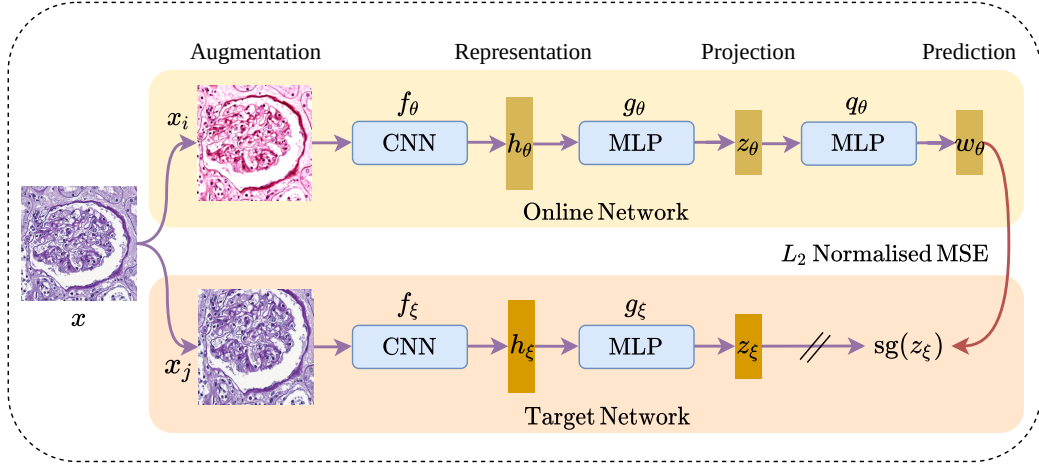 Augmentation Representation Projection Prediction
x_i f_θ g_θ q_θ
CNN h_θ MLP z_θ MLP w_θ
Online Network
L_2 Normalised MSE
x
x_j f_ξ g_ξ
CNN h_ξ MLP z_ξ // sg(z_ξ)
Target Network